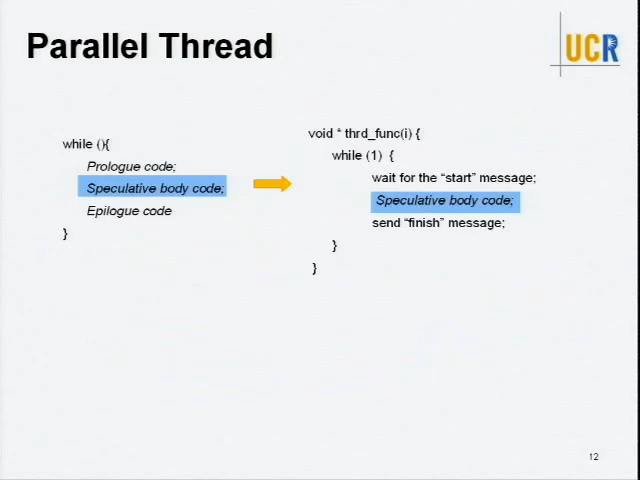 Parallel Thread
UCR
while (){
Prologue code;
Speculative body code;
Epilogue code
}
void * thrd_func(i) {
while (1) {
wait for the “start” message;
Speculative body code;
send “finish” message;
}
}
12